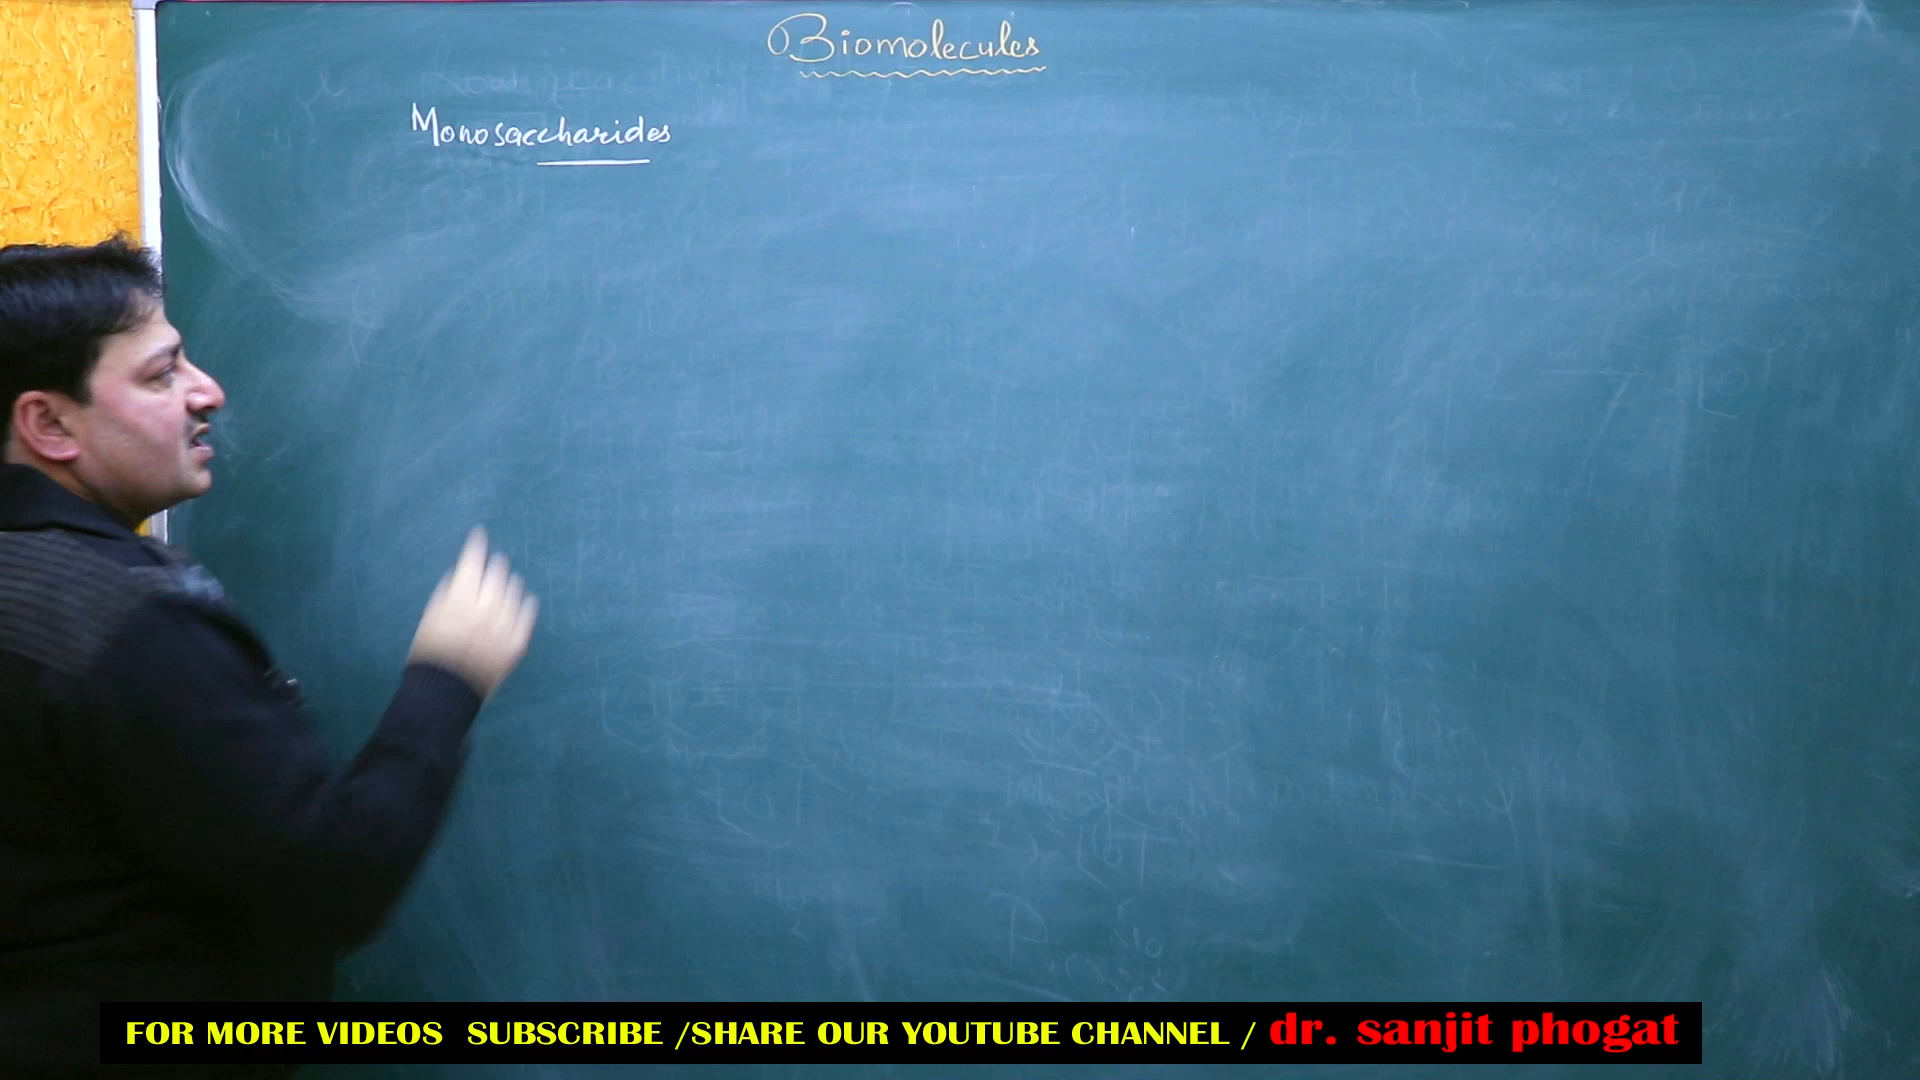 Biomolecules
Monosaccharides
FOR MORE VIDEOS SUBSCRIBE /SHARE OUR YOUTUBE CHANNEL / dr. sanjit phogat